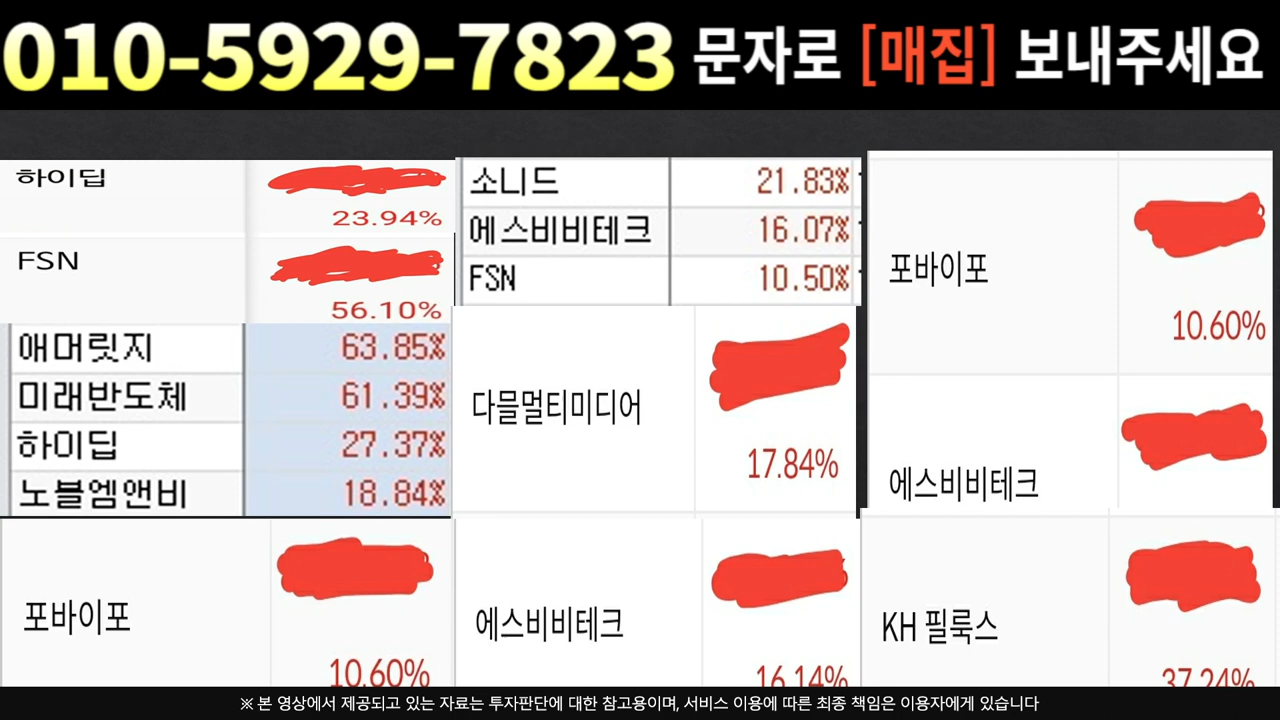 010-5929-7823 문자로 [매집] 보내주세요
하이딥
23.94%
FSN
56.10%
애머릿지 63.85%
미래반도체 61.39%
하이딥 27.37%
노블엠앤비 18.84%
소니드 21.83%
에스비비테크 16.07%
FSN 10.50%
다믈멀티미디어
17.84%
포바이포
10.60%
에스비비테크
포바이포
10.60%
에스비비테크
16.14%
KH 필룩스
37.24%
※ 본 영상에서 제공되고 있는 자료는 투자판단에 대한 참고용이며, 서비스 이용에 따른 최종 책임은 이용자에게 있습니다